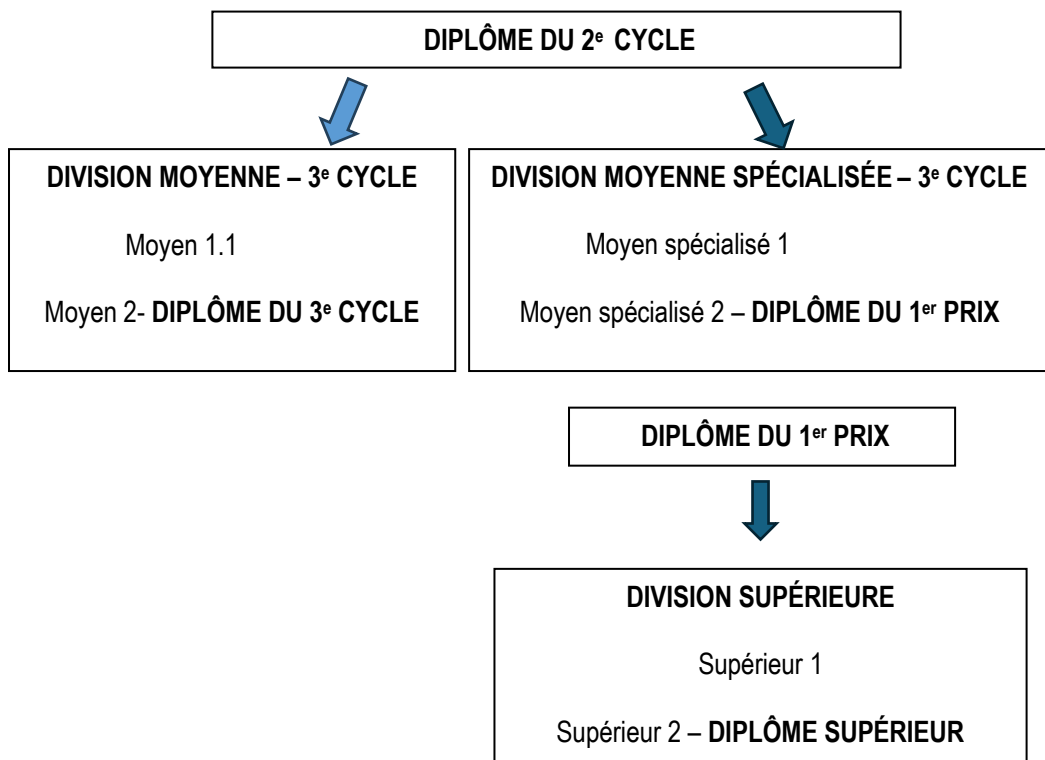 DIPLÔME DU 2e CYCLE
DIVISION MOYENNE – 3e CYCLE
Moyen 1.1
Moyen 2- DIPLÔME DU 3e CYCLE
DIVISION MOYENNE SPÉCIALISÉE – 3e CYCLE
Moyen spécialisé 1
Moyen spécialisé 2 – DIPLÔME DU 1er PRIX
DIPLÔME DU 1er PRIX
DIVISION SUPÉRIEURE
Supérieur 1
Supérieur 2 – DIPLÔME SUPÉRIEUR